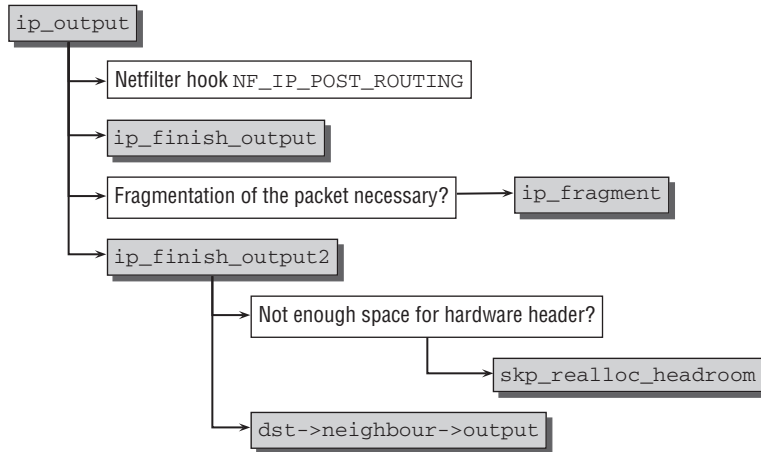 ip_output
Netfilter hook NF_IP_POST_ROUTING
ip_finish_output
Fragmentation of the packet necessary?
ip_fragment
ip_finish_output2
Not enough space for hardware header?
skp_realloc_headroom
dst->neighbour->output